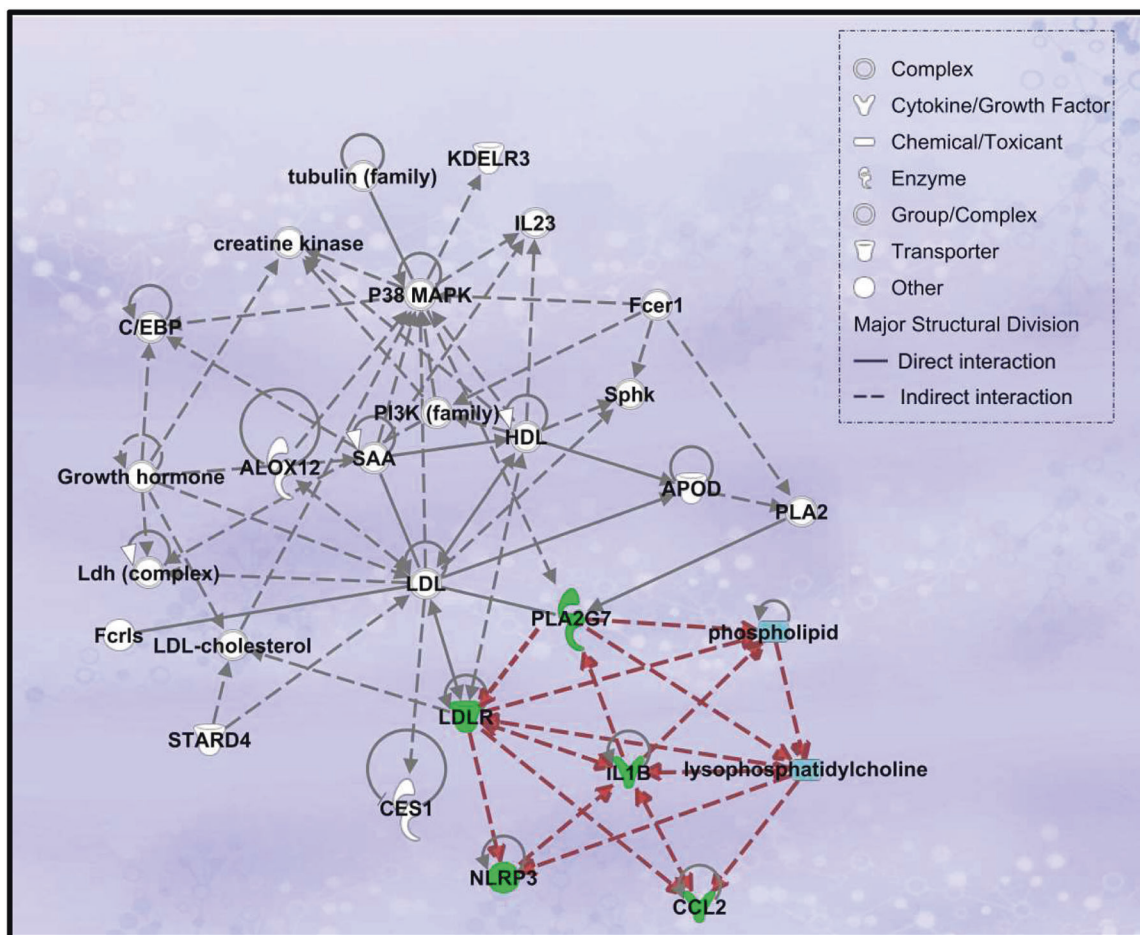 Complex
Cytokine/Growth Factor
Chemical/Toxicant
Enzyme
Group/Complex
Transporter
Other
Major Structural Division
Direct interaction
Indirect interaction
KDELR3
tubulin (family)
IL23
creatine kinase
P38 MAPK
Fcer1
C/EBP
Sphk
PI3K (family)
HDL
SAA
ALOX12
Growth hormone
APOD
PLA2
Ldh (complex)
LDL
PLA2G7
phospholipid
Fcrls
LDL-cholesterol
LDLR
STARD4
IL1B
lysophosphatidylcholine
CES1
NLRP3
CCL2